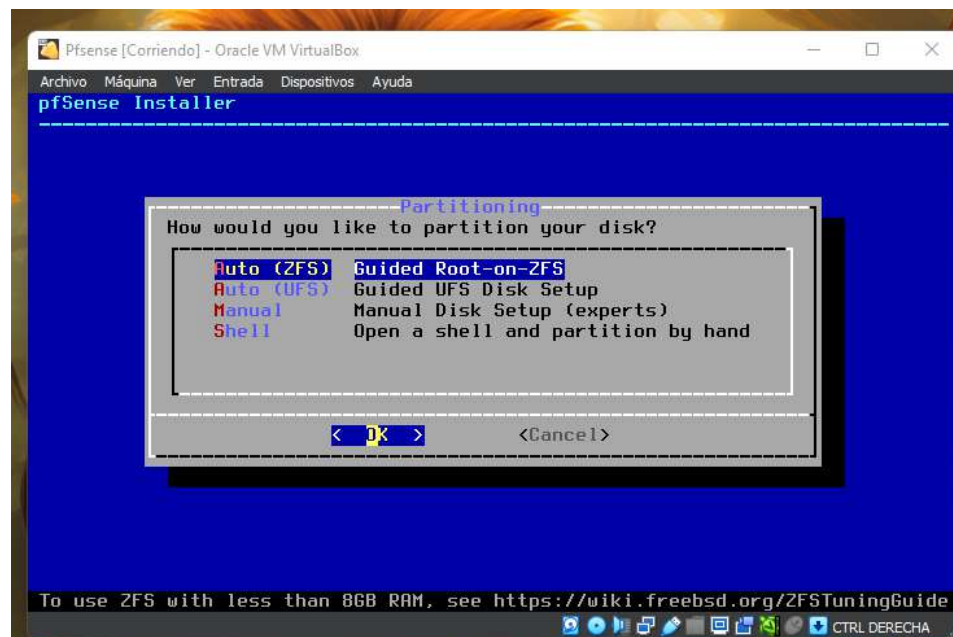 Pfsense [Corriendo] - Oracle VM VirtualBox
Archivo Máquina Ver Entrada Dispositivos Ayuda
pfSense Installer
Partitioning
How would you like to partition your disk?
Auto (ZFS) Guided Root-on-ZFS
Auto (UFS) Guided UFS Disk Setup
Manual Manual Disk Setup (experts)
Shell Open a shell and partition by hand
< OK > <Cancel>
To use ZFS with less than 8GB RAM, see https://wiki.freebsd.org/ZFSTuningGuide
CTRL DERECHA